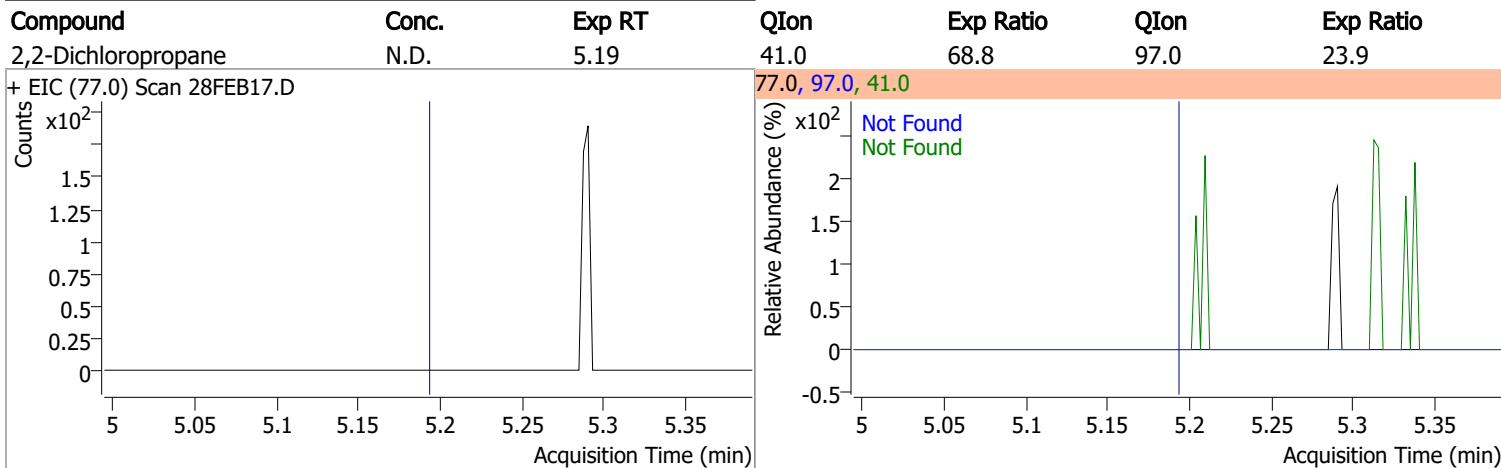 Compound Conc. Exp RT QIon Exp Ratio QIon Exp Ratio
2,2-Dichloropropane N.D. 5.19 41.0 68.8 97.0 23.9
+ EIC (77.0) Scan 28FEB17.D
Counts
x10²
1.5
1.25
1
0.75
0.5
0.25
0
5 5.05 5.1 5.15 5.2 5.25 5.3 5.35
Acquisition Time (min)
77.0, 97.0, 41.0
Relative Abundance (%)
x10²
Not Found
Not Found
2
1.5
1
0.5
0
-0.5
5 5.05 5.1 5.15 5.2 5.25 5.3 5.35
Acquisition Time (min)